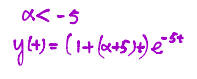 α < -5
y(t) = (1 + (α+5)t) e^{-5t}